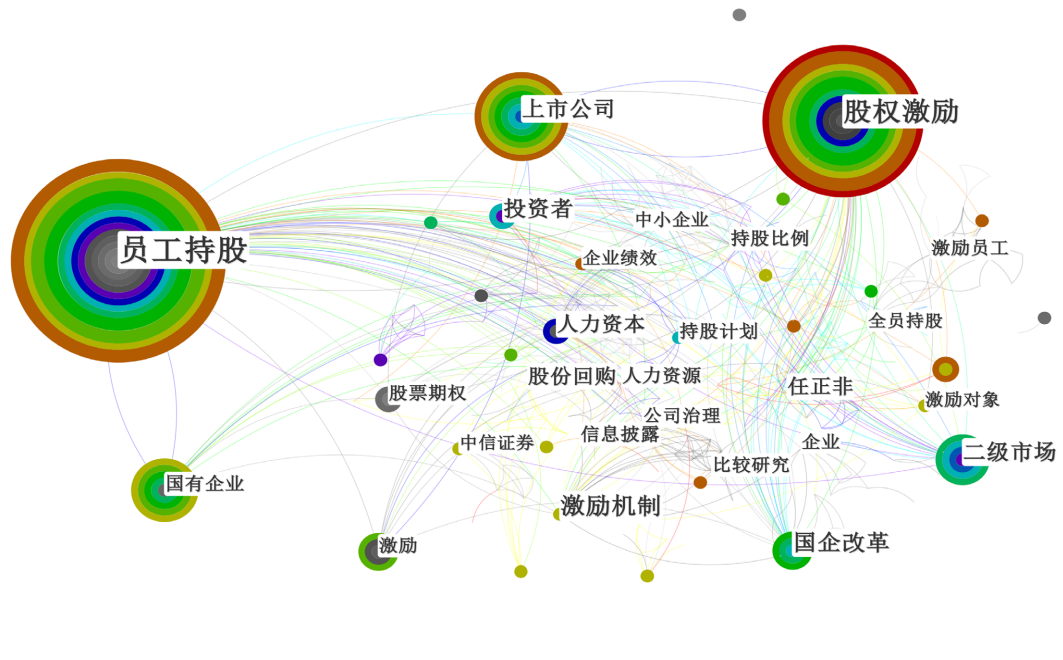 上市公司
股权激励
投资者
中小企业
持股比例
员工持股
激励员工
企业绩效
人力资本
持股计划
全员持股
股份回购
人力资源
任正非
股票期权
激励对象
公司治理
信息披露
中信证券
企业
二级市场
比较研究
国有企业
激励机制
激励
国企改革